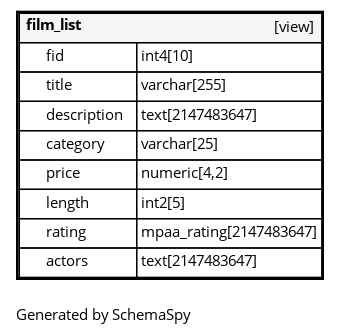 film_list [view]
fid int4[10]
title varchar[255]
description text[2147483647]
category varchar[25]
price numeric[4,2]
length int2[5]
rating mpaa_rating[2147483647]
actors text[2147483647]
Generated by SchemaSpy